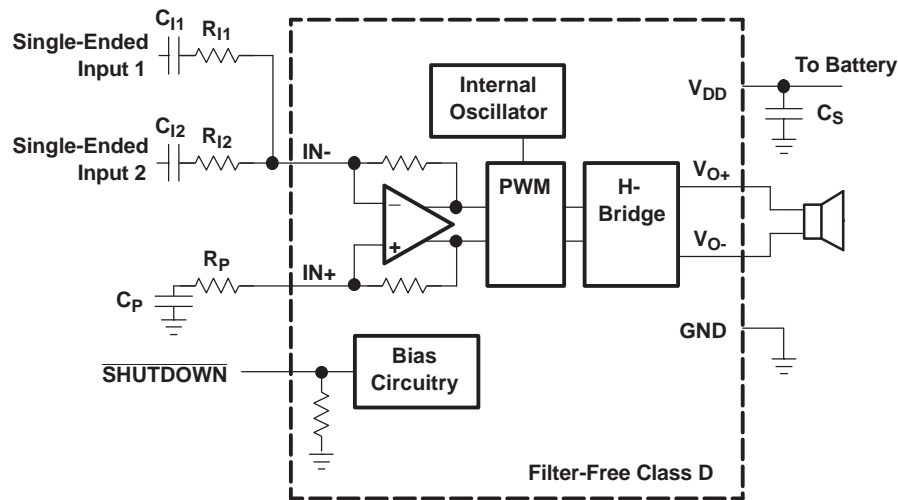 C_I1
R_I1
Single-Ended
Input 1
C_I2
R_I2
Single-Ended
Input 2
IN-
R_P
IN+
C_P
SHUTDOWN
Internal
Oscillator
PWM
H-
Bridge
−
+
Bias
Circuitry
V_DD
To Battery
C_S
V_O+
V_O-
GND
Filter-Free Class D